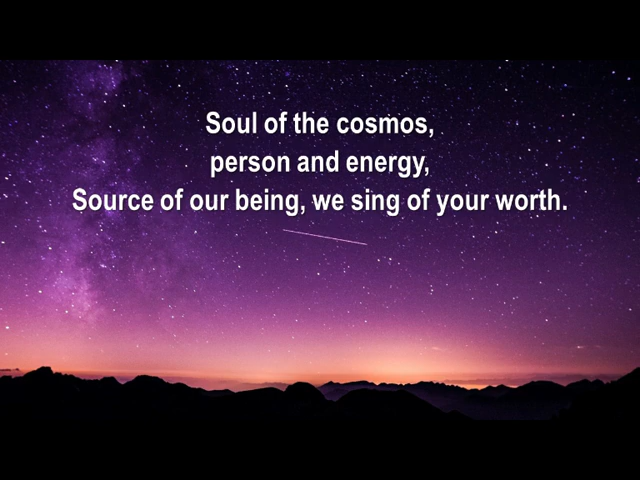 Soul of the cosmos,
person and energy,
Source of our being, we sing of your worth.